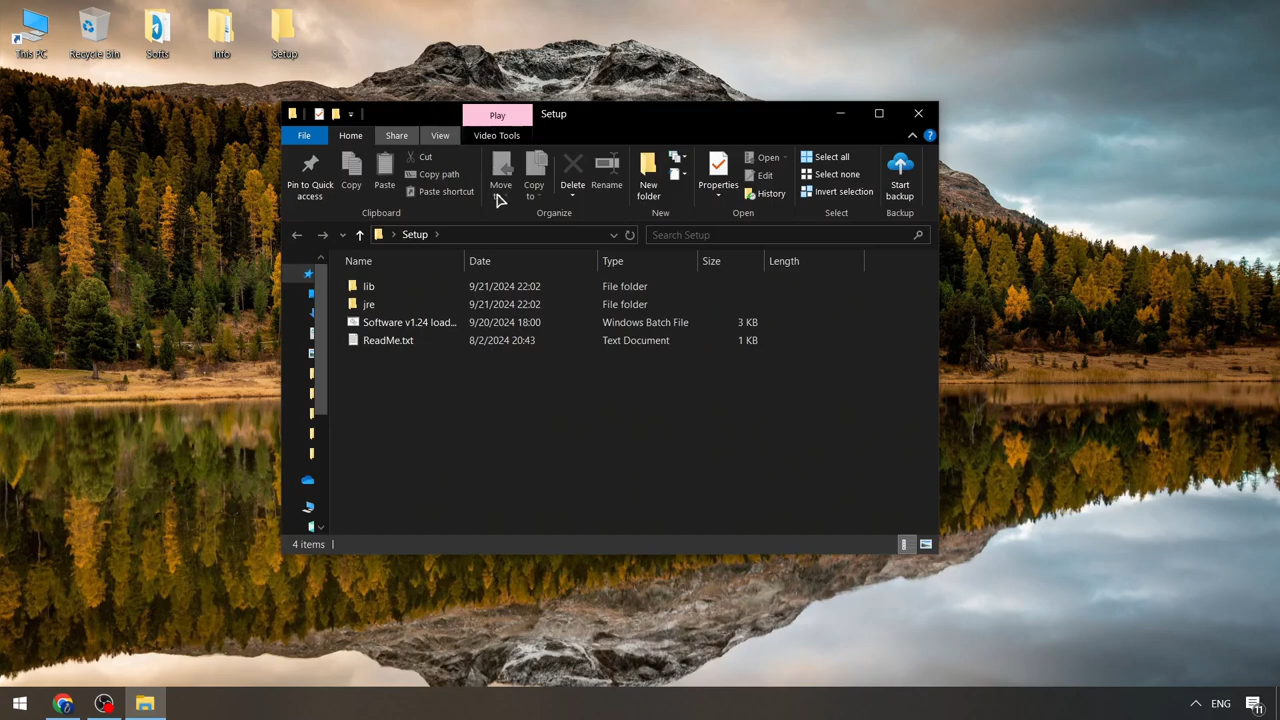 This PC
Recycle Bin
Softs
Info
Setup
Play
Setup
File
Home
Share
View
Video Tools
Pin to Quick
access
Copy
Paste
Cut
Copy path
Paste shortcut
Clipboard
Move
Copy
to
Delete
Rename
Organize
New
folder
New
Properties
Open
Edit
History
Open
Select all
Select none
Invert selection
Select
Start
backup
Backup
Setup
Search Setup
Name Date Type Size Length
lib 9/21/2024 22:02 File folder
jre 9/21/2024 22:02 File folder
Software v1.24 load... 9/20/2024 18:00 Windows Batch File 3 KB
ReadMe.txt 8/2/2024 20:43 Text Document 1 KB
4 items
ENG
11